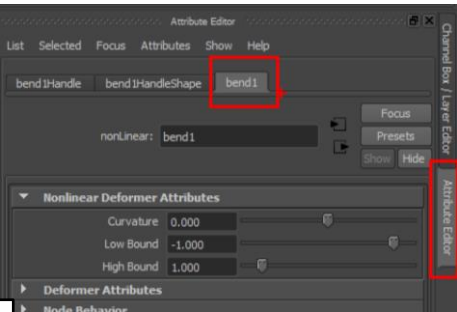 Attribute Editor
List Selected Focus Attributes Show Help
bend1Handle bend1HandleShape bend1
Focus
nonLinear: bend1
Presets
Show Hide
Nonlinear Deformer Attributes
Curvature 0.000
Low Bound -1.000
High Bound 1.000
Deformer Attributes
Node Behavior
Channel Box / Layer Editor
Attribute Editor